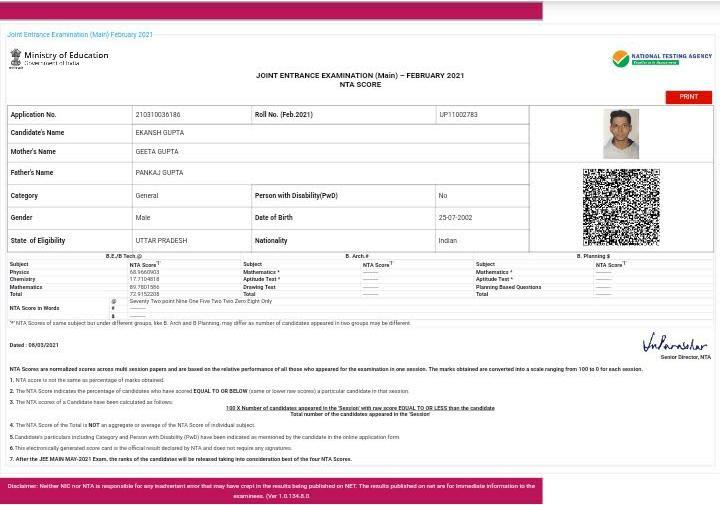 Joint Entrance Examination (Main) February 2021
Ministry of Education
Government of India
NATIONAL TESTING AGENCY
Excellence in Assessment
JOINT ENTRANCE EXAMINATION (Main) – FEBRUARY 2021
NTA SCORE
PRINT
Application No. 210310036186 Roll No. (Feb.2021) UP11002783
Candidate's Name EKANSH GUPTA
Mother's Name GEETA GUPTA
Father's Name PANKAJ GUPTA
Category General Person with Disability(PwD) No
Gender Male Date of Birth 25-07-2002
State of Eligibility UTTAR PRADESH Nationality Indian
B.E./B.Tech.@ B. Arch.# B. Planning $
Subject NTA Score Subject NTA Score Subject NTA Score
Physics 68.9660903 Mathematics * -------- Mathematics * --------
Chemistry 17.7104818 Aptitude Test * -------- Aptitude Test * --------
Mathematics 89.7801586 Drawing Test -------- Planning Based Questions --------
Total 72.9152208 Total -------- Total --------
NTA Score in Words @ Seventy Two point Nine One Five Two Two Zero Eight Only
# --------
$ --------
'*' NTA Scores of same subject but under different groups, like B. Arch and B Planning, may differ as number of candidates appeared in two groups may be different
Dated : 08/03/2021
Senior Director, NTA
NTA Scores are normalized scores across multi session papers and are based on the relative performance of all those who appeared for the examination in one session. The marks obtained are converted into a scale ranging from 100 to 0 for each session.
1. NTA score is not the same as percentage of marks obtained.
2. The NTA Score indicates the percentage of candidates who have scored EQUAL TO OR BELOW (same or lower raw scores) a particular candidate in that session.
3. The NTA scores of a Candidate have been calculated as follows:
100 X Number of candidates appeared in the 'Session' with raw score EQUAL TO OR LESS than the candidate
Total number of the candidates appeared in the 'Session'
4. The NTA Score of the Total is NOT an aggregate or average of the NTA Score of individual subject.
5.Candidate's particulars including Category and Person with Disability (PwD) have been indicated as mentioned by the candidate in the online application form.
6. This electronically generated score card is the official result declared by NTA and does not require any signatures.
7. After the JEE MAIN MAY-2021 Exam, the ranks of the candidates will be released taking into consideration best of the four NTA Scores.
Disclaimer: Neither NIC nor NTA is responsible for any inadvertent error that may have crept in the results being published on NET. The results published on net are for immediate information to the
examinees. (Ver 1.0.134.8.0